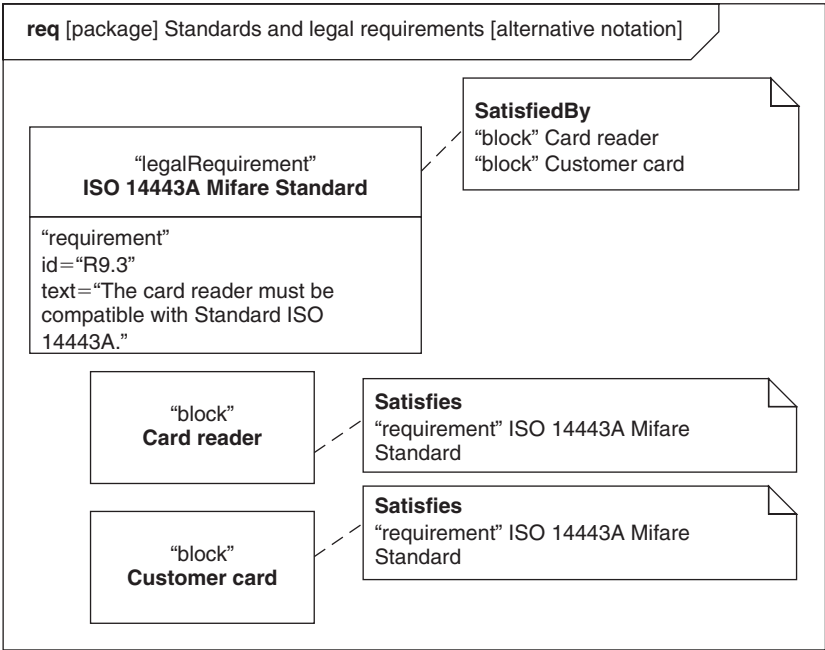 req [package] Standards and legal requirements [alternative notation]
SatisfiedBy
“block” Card reader
“block” Customer card
“legalRequirement”
ISO 14443A Mifare Standard
“requirement”
id=“R9.3”
text=“The card reader must be
compatible with Standard ISO
14443A.”
“block”
Card reader
Satisfies
“requirement” ISO 14443A Mifare
Standard
“block”
Customer card
Satisfies
“requirement” ISO 14443A Mifare
Standard